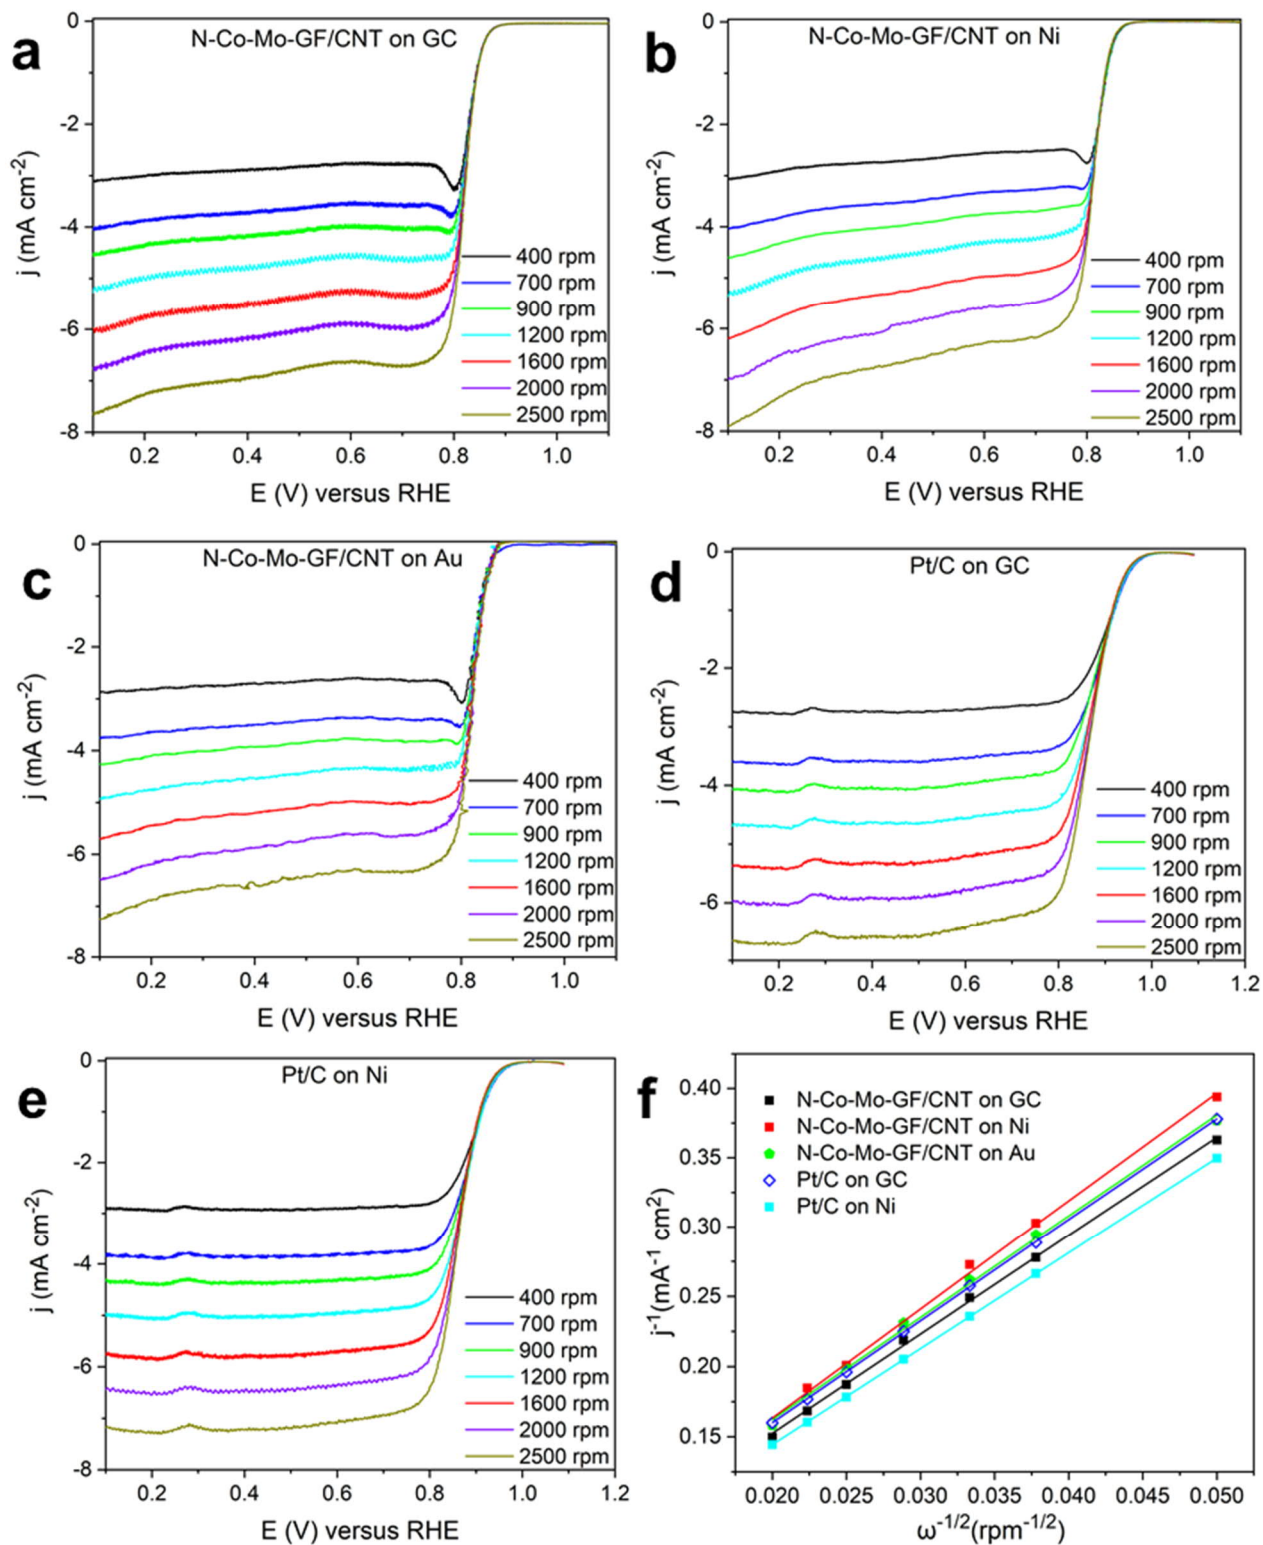 a
N-Co-Mo-GF/CNT on GC
0
-2
-4
-6
-8
j (mA cm-2)
400 rpm
700 rpm
900 rpm
1200 rpm
1600 rpm
2000 rpm
2500 rpm
0.2 0.4 0.6 0.8 1.0
E (V) versus RHE
b
N-Co-Mo-GF/CNT on Ni
0
-2
-4
-6
-8
j (mA cm-2)
400 rpm
700 rpm
900 rpm
1200 rpm
1600 rpm
2000 rpm
2500 rpm
0.2 0.4 0.6 0.8 1.0
E (V) versus RHE
c
N-Co-Mo-GF/CNT on Au
0
-2
-4
-6
-8
j (mA cm-2)
400 rpm
700 rpm
900 rpm
1200 rpm
1600 rpm
2000 rpm
2500 rpm
0.2 0.4 0.6 0.8 1.0
E (V) versus RHE
d
Pt/C on GC
0
-2
-4
-6
j (mA cm-2)
400 rpm
700 rpm
900 rpm
1200 rpm
1600 rpm
2000 rpm
2500 rpm
0.2 0.4 0.6 0.8 1.0 1.2
E (V) versus RHE
e
Pt/C on Ni
0
-2
-4
-6
-8
j (mA cm-2)
400 rpm
700 rpm
900 rpm
1200 rpm
1600 rpm
2000 rpm
2500 rpm
0.2 0.4 0.6 0.8 1.0 1.2
E (V) versus RHE
f
N-Co-Mo-GF/CNT on GC
N-Co-Mo-GF/CNT on Ni
N-Co-Mo-GF/CNT on Au
Pt/C on GC
Pt/C on Ni
0.40
0.35
0.30
0.25
0.20
0.15
j-1(mA-1 cm2)
0.020 0.025 0.030 0.035 0.040 0.045 0.050
ω-1/2(rpm-1/2)